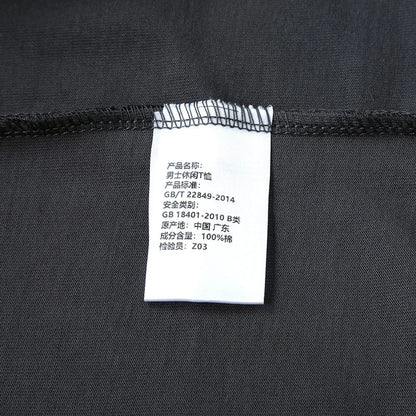 产品名称:
男士休闲T恤
产品标准:
GB/T 22849-2014
安全类别:
GB 18401-2010 B类
原产地: 中国 广东
成分含量: 100%棉
检验员: Z03